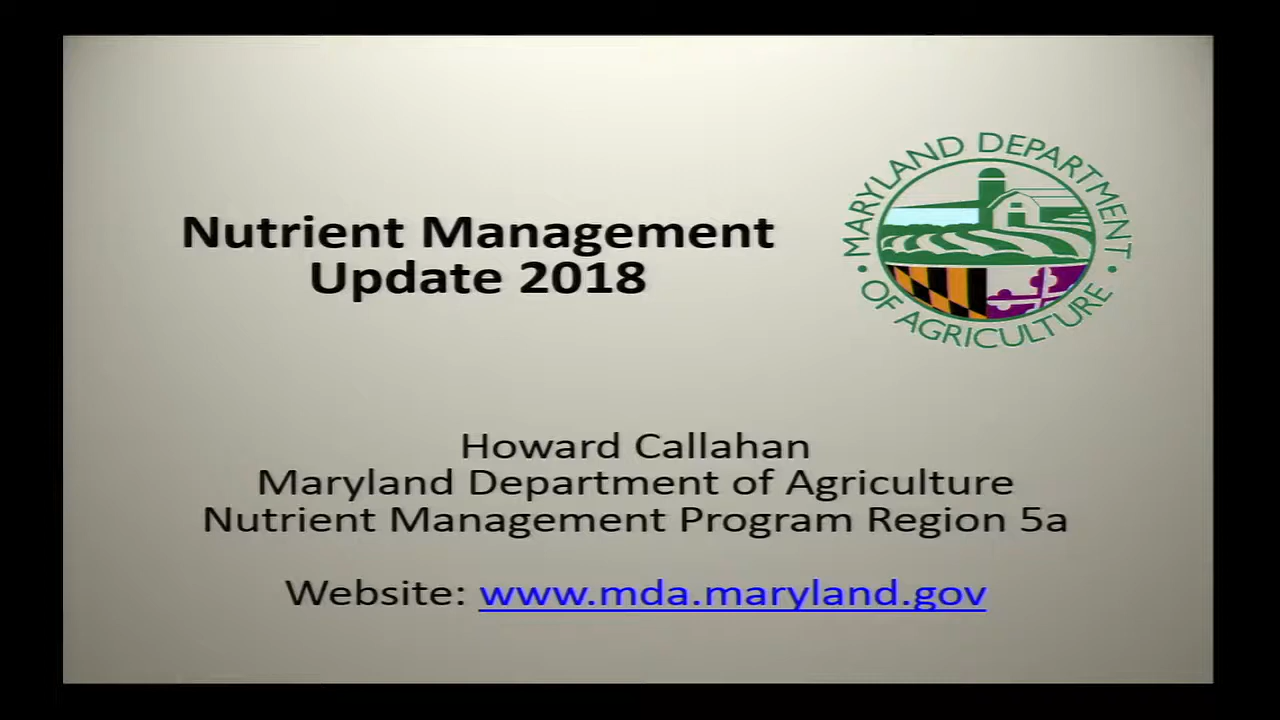 Nutrient Management
Update 2018
MARYLAND DEPARTMENT
• OF AGRICULTURE •
Howard Callahan
Maryland Department of Agriculture
Nutrient Management Program Region 5a
Website: www.mda.maryland.gov